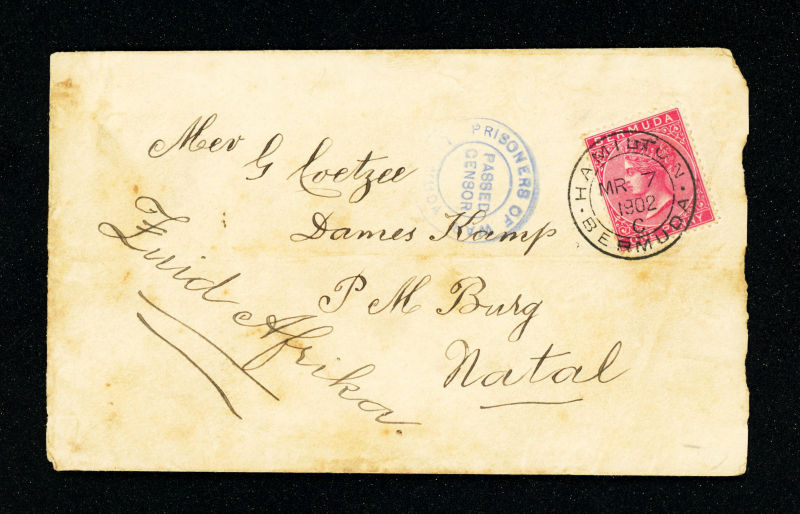 Mev G Coetzee
Dames Kamp
P M Burg
Natal
Zuid Afrika.
PRISONERS OF
PASSED
CENSOR
BERMUDA
HAMILTON
MR 7
1902
C
BERMUDA